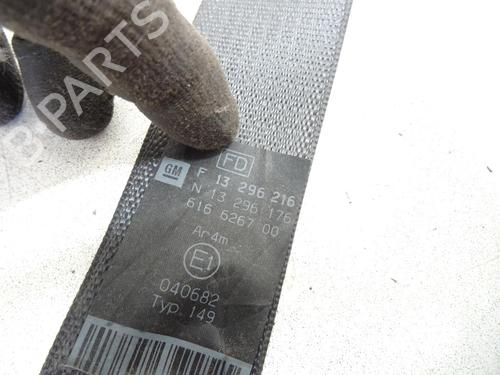 B-PARTS
FD
GM F 13 296 216
N 13 296 176
616 6267 00
Ar4m
E1
040682
Typ. 149